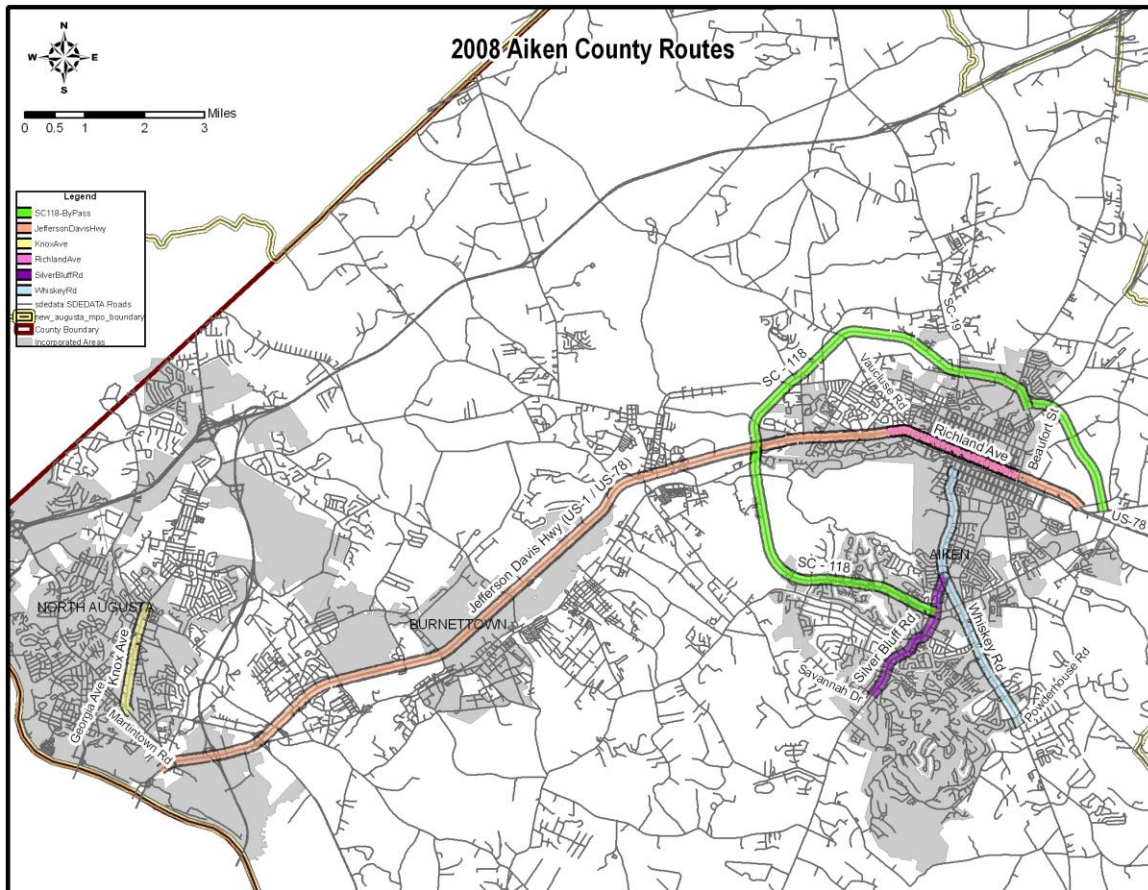 2008 Aiken County Routes
N
W E
S
Miles
0 0.5 1 2 3
Legend
SC118-ByPass
JeffersonDavisHwy
KnoxAve
RichlandAve
SilverBluffRd
WhiskeyRd
sdedata.SDEDATA.Roads
new_augusta_mpo_boundary
County Boundary
Incorporated Areas
SC-19
SC - 118
Vaucluse Rd
Richland Ave
Beaufort St
US-78
Jefferson Davis Hwy (US-1 / US-78)
AIKEN
SC - 118
NORTH AUGUSTA
Knox Ave
BURNETTOWN
Silver Bluff Rd
Whiskey Rd
Savannah Dr
Powderhouse Rd
Georgia Ave
Martintown Rd